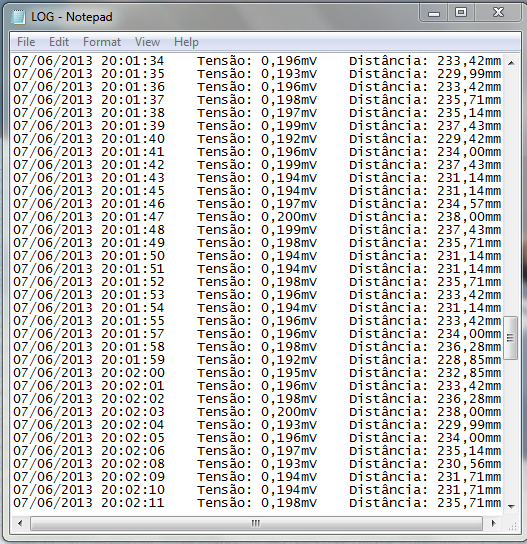 LOG - Notepad
File Edit Format View Help
07/06/2013 20:01:34 Tensão: 0,196mV Distância: 233,42mm
07/06/2013 20:01:35 Tensão: 0,193mV Distância: 229,99mm
07/06/2013 20:01:36 Tensão: 0,196mV Distância: 233,42mm
07/06/2013 20:01:37 Tensão: 0,198mV Distância: 235,71mm
07/06/2013 20:01:38 Tensão: 0,197mV Distância: 235,14mm
07/06/2013 20:01:39 Tensão: 0,199mV Distância: 237,43mm
07/06/2013 20:01:40 Tensão: 0,192mV Distância: 229,42mm
07/06/2013 20:01:41 Tensão: 0,196mV Distância: 234,00mm
07/06/2013 20:01:42 Tensão: 0,199mV Distância: 237,43mm
07/06/2013 20:01:43 Tensão: 0,194mV Distância: 231,14mm
07/06/2013 20:01:45 Tensão: 0,194mV Distância: 231,14mm
07/06/2013 20:01:46 Tensão: 0,197mV Distância: 234,57mm
07/06/2013 20:01:47 Tensão: 0,200mV Distância: 238,00mm
07/06/2013 20:01:48 Tensão: 0,199mV Distância: 237,43mm
07/06/2013 20:01:49 Tensão: 0,198mV Distância: 235,71mm
07/06/2013 20:01:50 Tensão: 0,194mV Distância: 231,14mm
07/06/2013 20:01:51 Tensão: 0,194mV Distância: 231,14mm
07/06/2013 20:01:52 Tensão: 0,198mV Distância: 235,71mm
07/06/2013 20:01:53 Tensão: 0,196mV Distância: 233,42mm
07/06/2013 20:01:54 Tensão: 0,194mV Distância: 231,14mm
07/06/2013 20:01:55 Tensão: 0,196mV Distância: 233,42mm
07/06/2013 20:01:57 Tensão: 0,196mV Distância: 234,00mm
07/06/2013 20:01:58 Tensão: 0,198mV Distância: 236,28mm
07/06/2013 20:01:59 Tensão: 0,192mV Distância: 228,85mm
07/06/2013 20:02:00 Tensão: 0,195mV Distância: 232,85mm
07/06/2013 20:02:01 Tensão: 0,196mV Distância: 233,42mm
07/06/2013 20:02:02 Tensão: 0,198mV Distância: 236,28mm
07/06/2013 20:02:03 Tensão: 0,200mV Distância: 238,00mm
07/06/2013 20:02:04 Tensão: 0,193mV Distância: 229,99mm
07/06/2013 20:02:05 Tensão: 0,196mV Distância: 234,00mm
07/06/2013 20:02:06 Tensão: 0,197mV Distância: 235,14mm
07/06/2013 20:02:08 Tensão: 0,193mV Distância: 230,56mm
07/06/2013 20:02:09 Tensão: 0,194mV Distância: 231,71mm
07/06/2013 20:02:10 Tensão: 0,194mV Distância: 231,71mm
07/06/2013 20:02:11 Tensão: 0,198mV Distância: 235,71mm